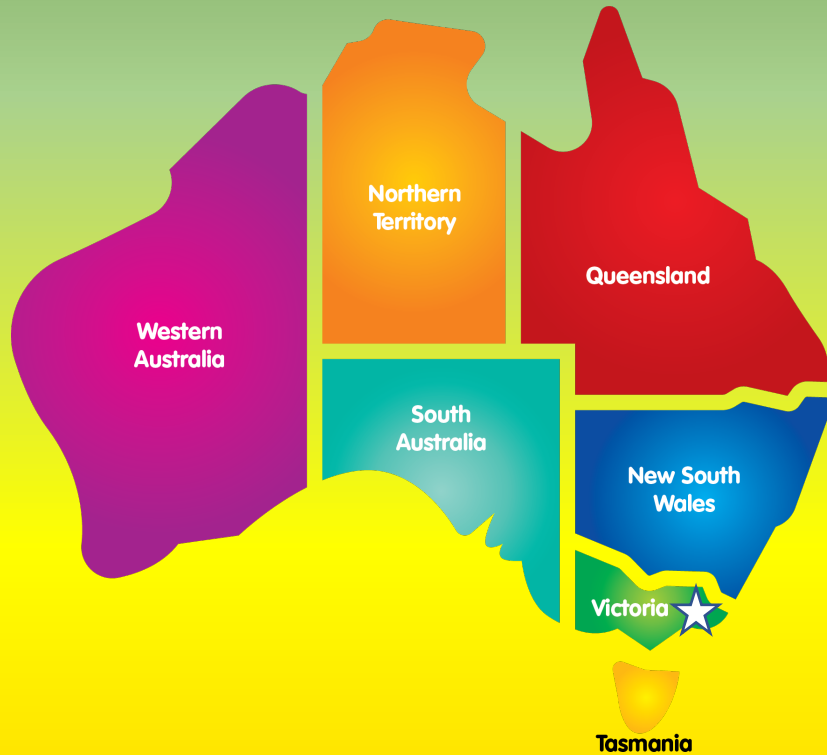 Northern
Territory
Queensland
Western
Australia
South
Australia
New South
Wales
Victoria
Tasmania